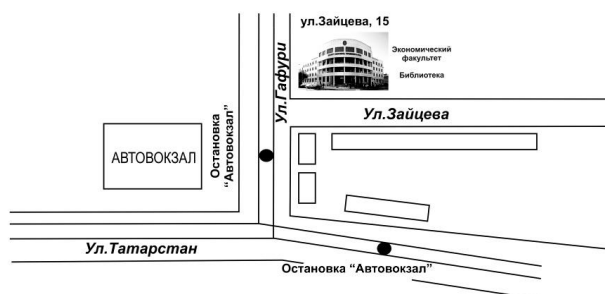 ул.Зайцева, 15
Экономический
факультет
Библиотека
Ул.Гафури
Ул.Зайцева
АВТОВОКЗАЛ
Остановка
"Автовокзал"
Ул.Татарстан
Остановка "Автовокзал"